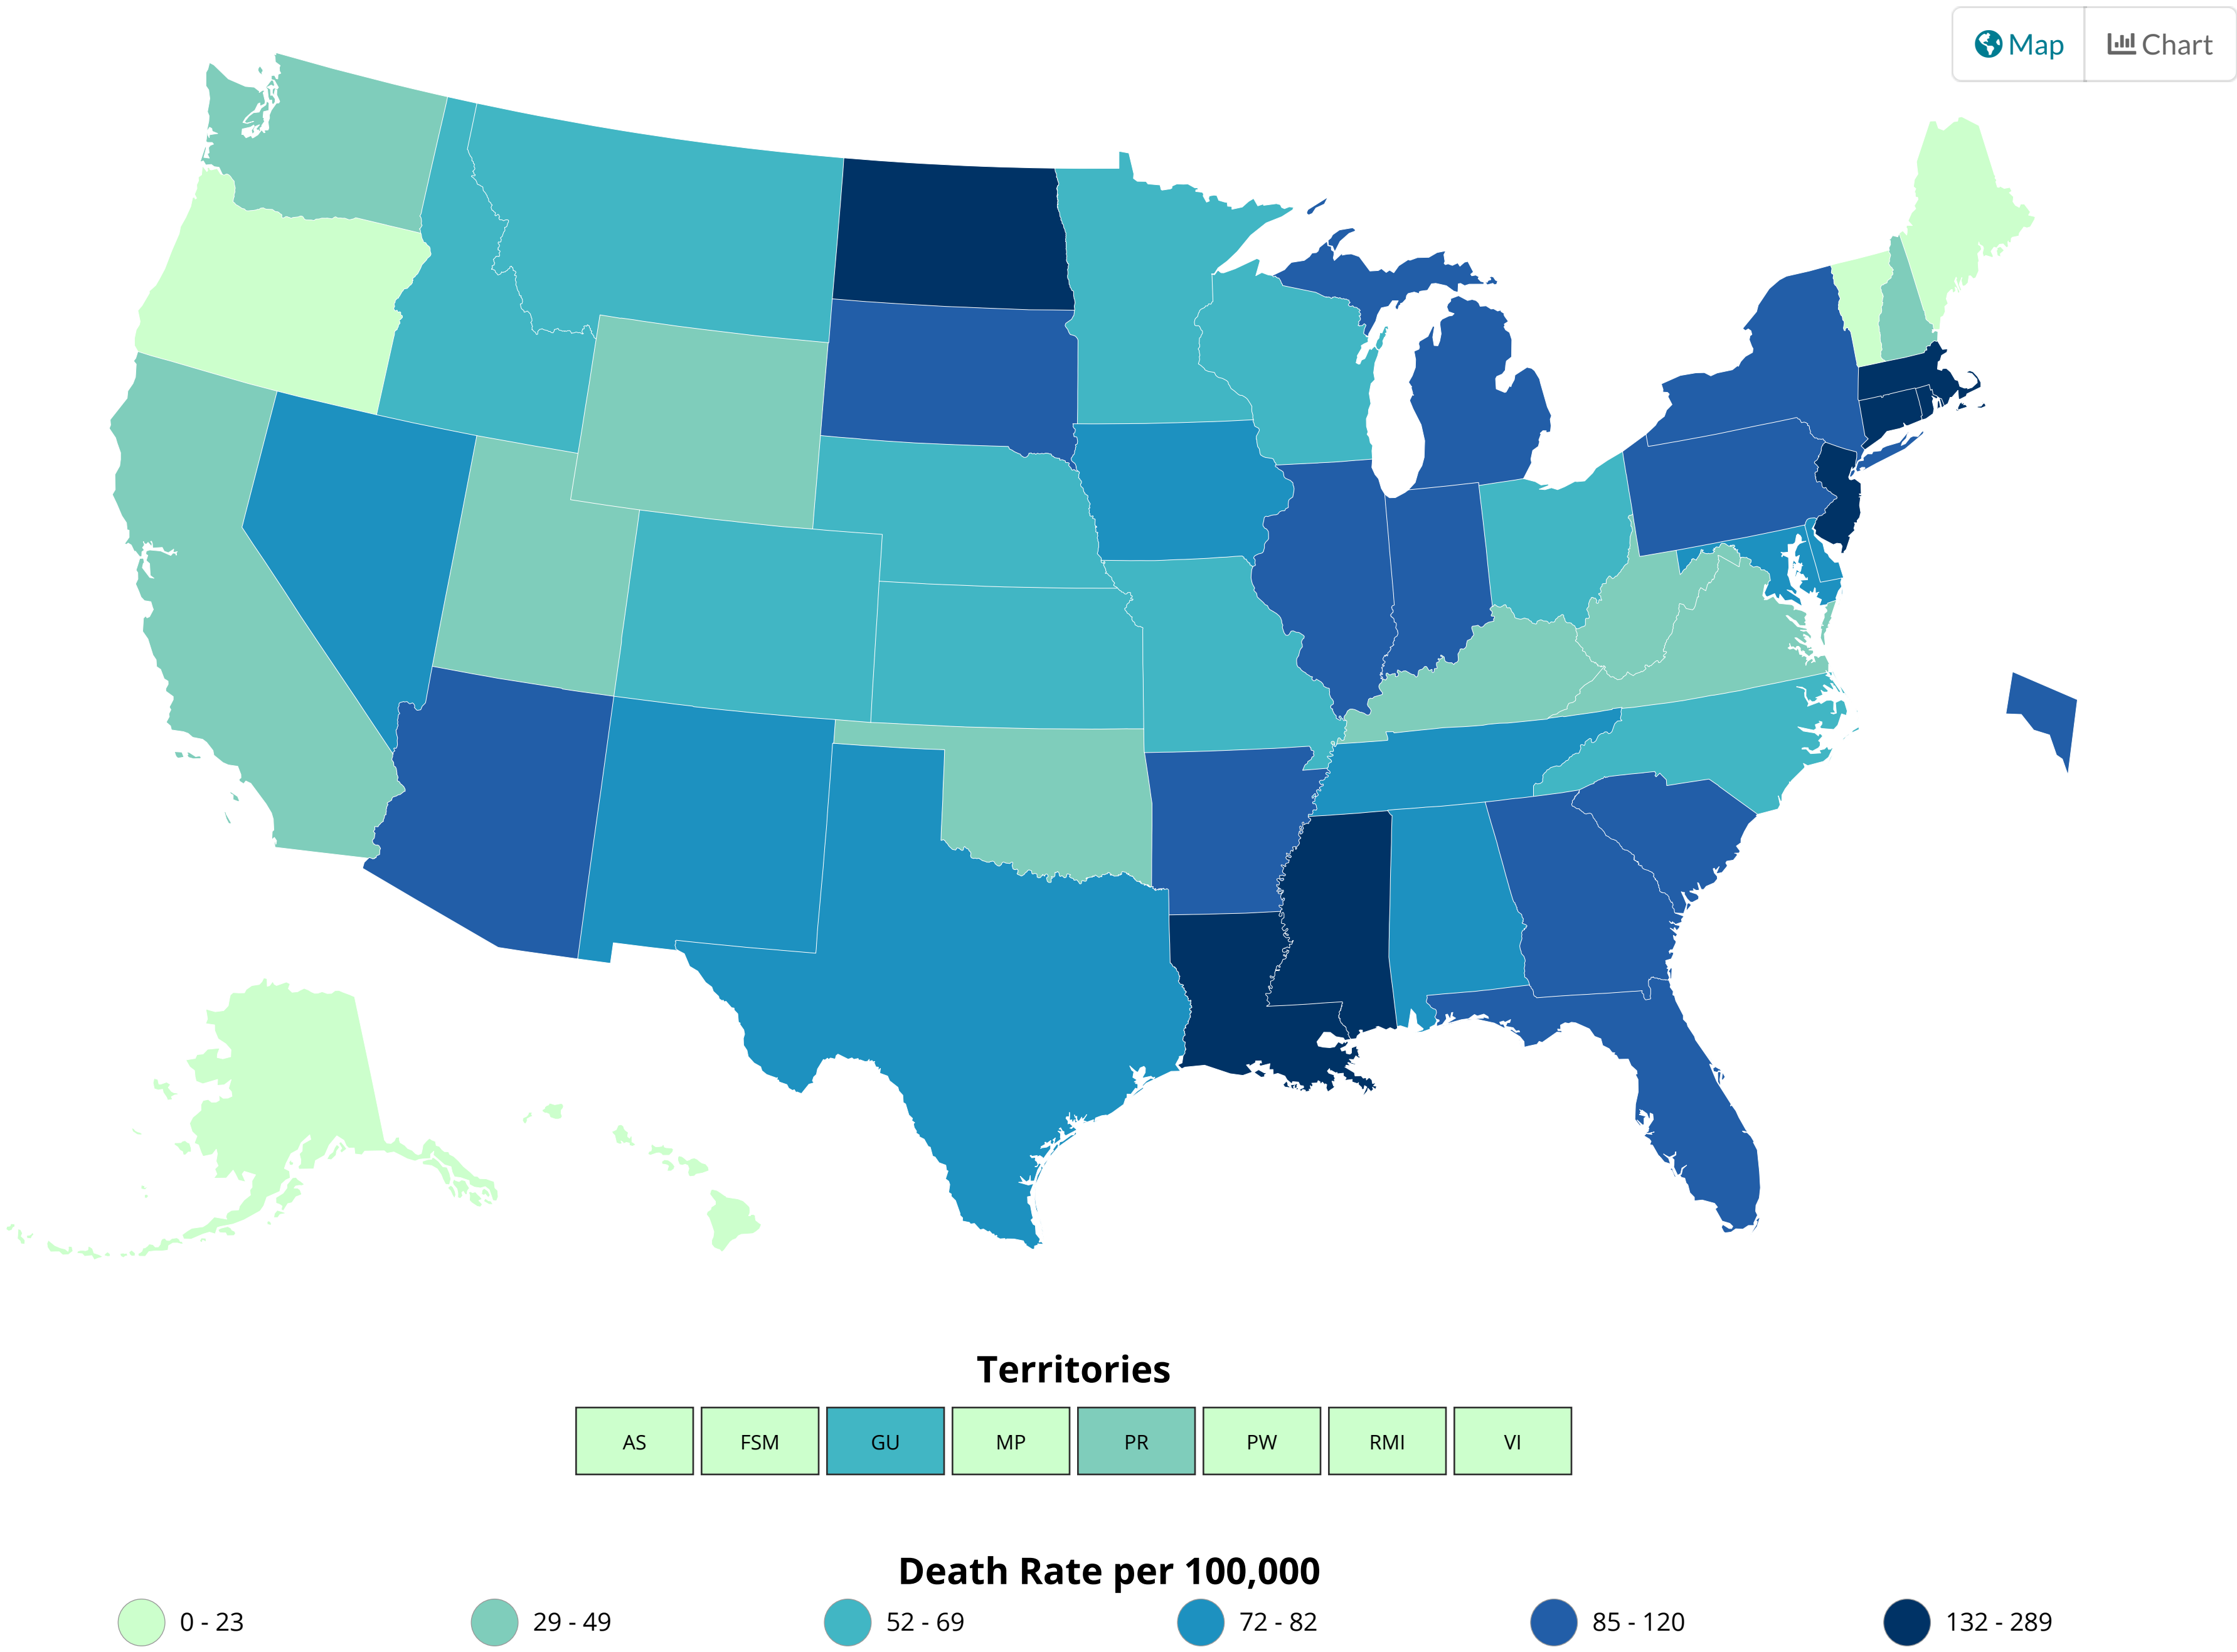 Map Chart
Territories
AS FSM GU MP PR PW RMI VI
Death Rate per 100,000
0 - 23 29 - 49 52 - 69 72 - 82 85 - 120 132 - 289